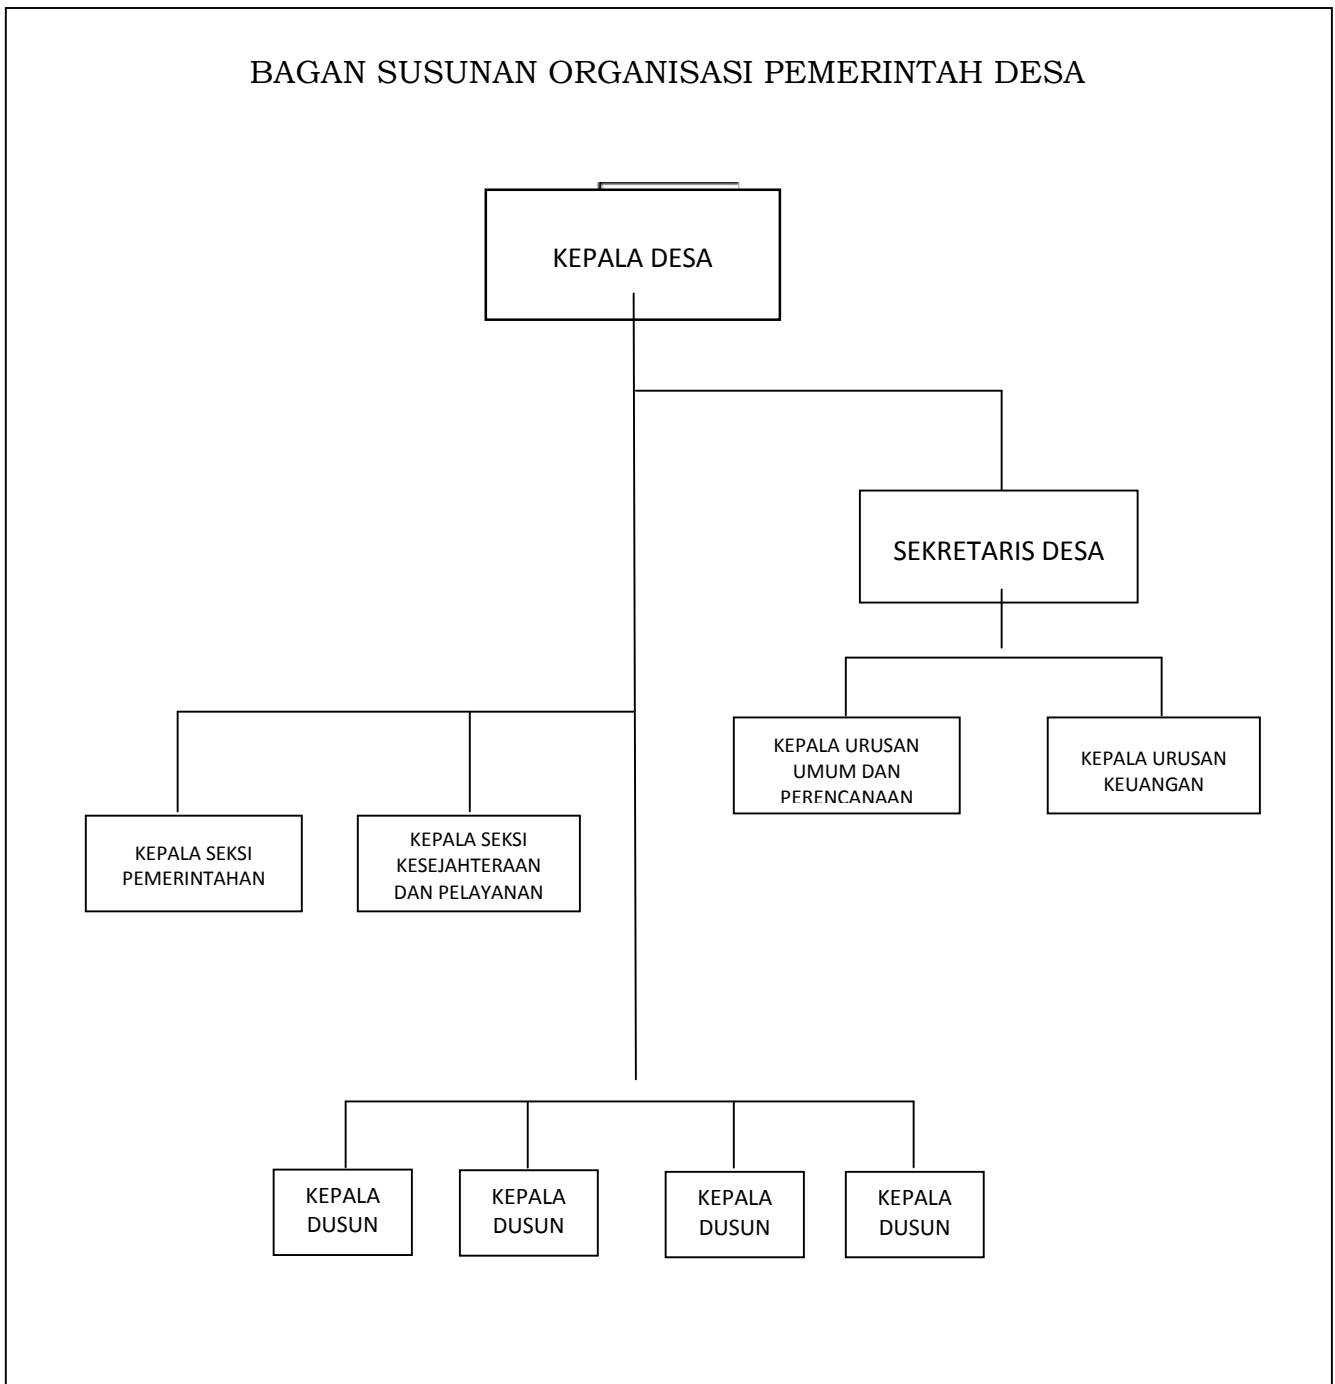 BAGAN SUSUNAN ORGANISASI PEMERINTAH DESA
KEPALA DESA
SEKRETARIS DESA
KEPALA URUSAN
UMUM DAN
PERENCANAAN
KEPALA URUSAN
KEUANGAN
KEPALA SEKSI
PEMERINTAHAN
KEPALA SEKSI
KESEJAHTERAAN
DAN PELAYANAN
KEPALA
DUSUN
KEPALA
DUSUN
KEPALA
DUSUN
KEPALA
DUSUN